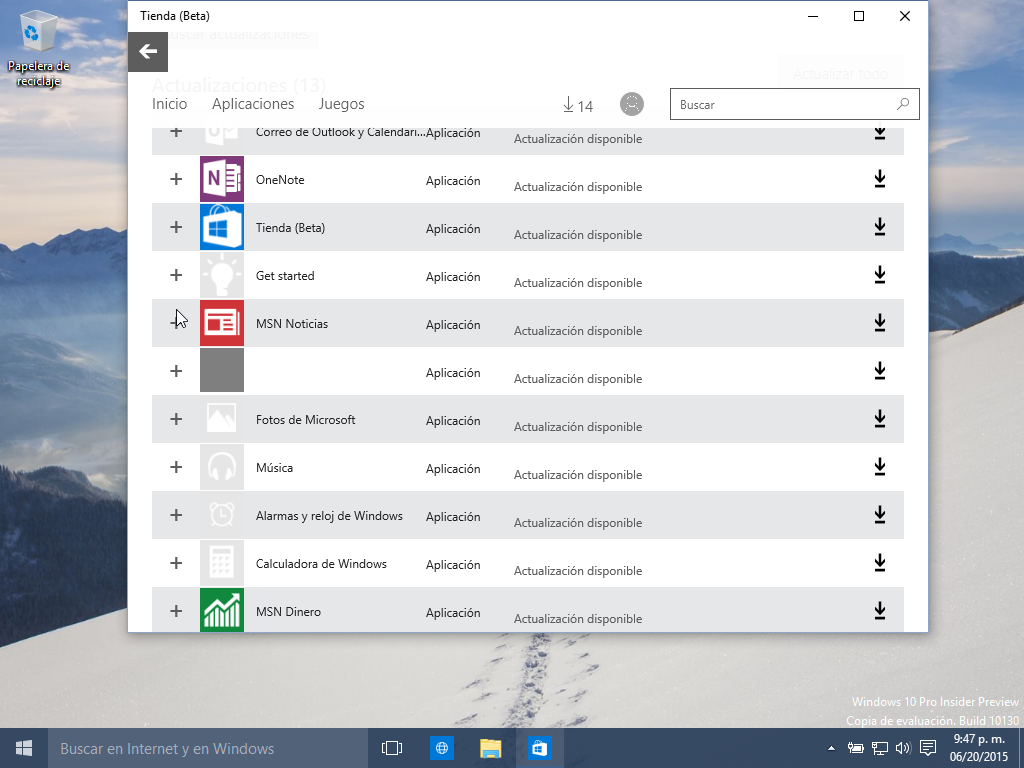 Tienda (Beta)
Papelera de
reciclaje
Buscar actualizaciones
Actualizaciones (13)
Actualizar todo
Inicio Aplicaciones Juegos 14 Buscar
Correo de Outlook y Calendari... Aplicación Actualización disponible
OneNote Aplicación Actualización disponible
Tienda (Beta) Aplicación Actualización disponible
Get started Aplicación Actualización disponible
MSN Noticias Aplicación Actualización disponible
Aplicación Actualización disponible
Fotos de Microsoft Aplicación Actualización disponible
Música Aplicación Actualización disponible
Alarmas y reloj de Windows Aplicación Actualización disponible
Calculadora de Windows Aplicación Actualización disponible
MSN Dinero Aplicación Actualización disponible
Windows 10 Pro Insider Preview
Copia de evaluación. Build 10130
Buscar en Internet y en Windows
9:47 p. m.
06/20/2015